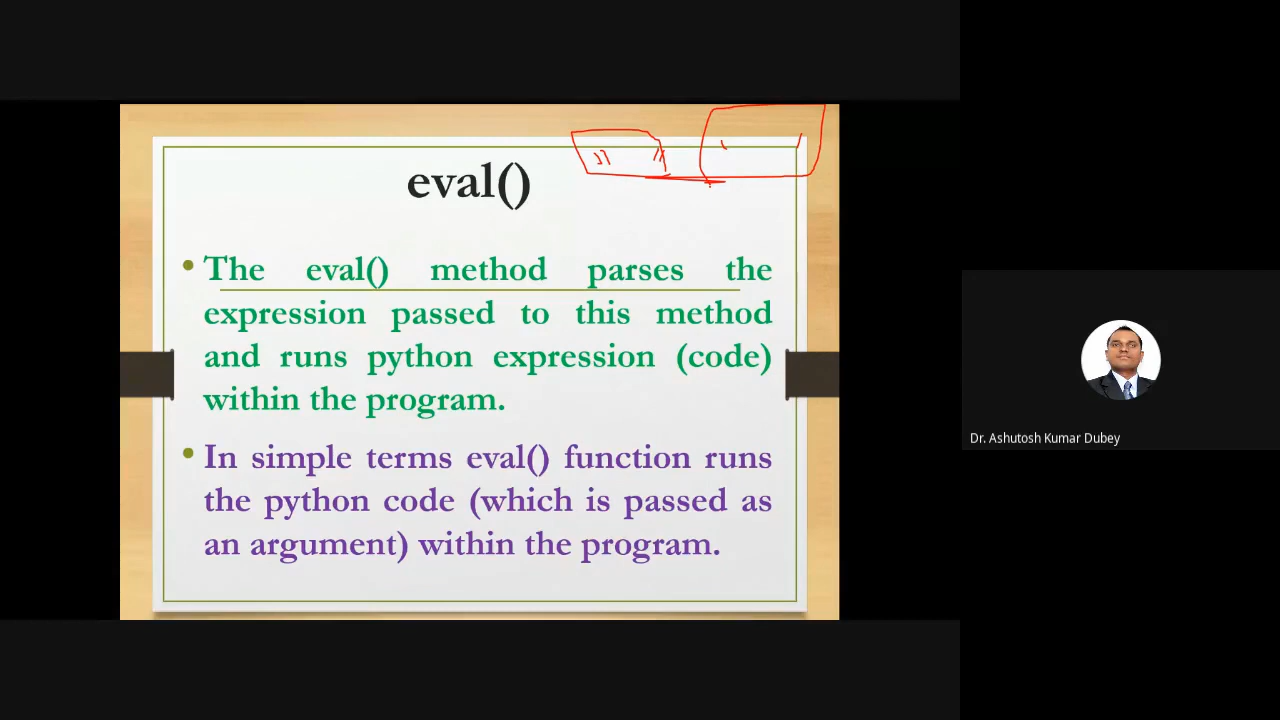 eval()
• The eval() method parses the
expression passed to this method
and runs python expression (code)
within the program.
• In simple terms eval() function runs
the python code (which is passed as
an argument) within the program.
Dr. Ashutosh Kumar Dubey